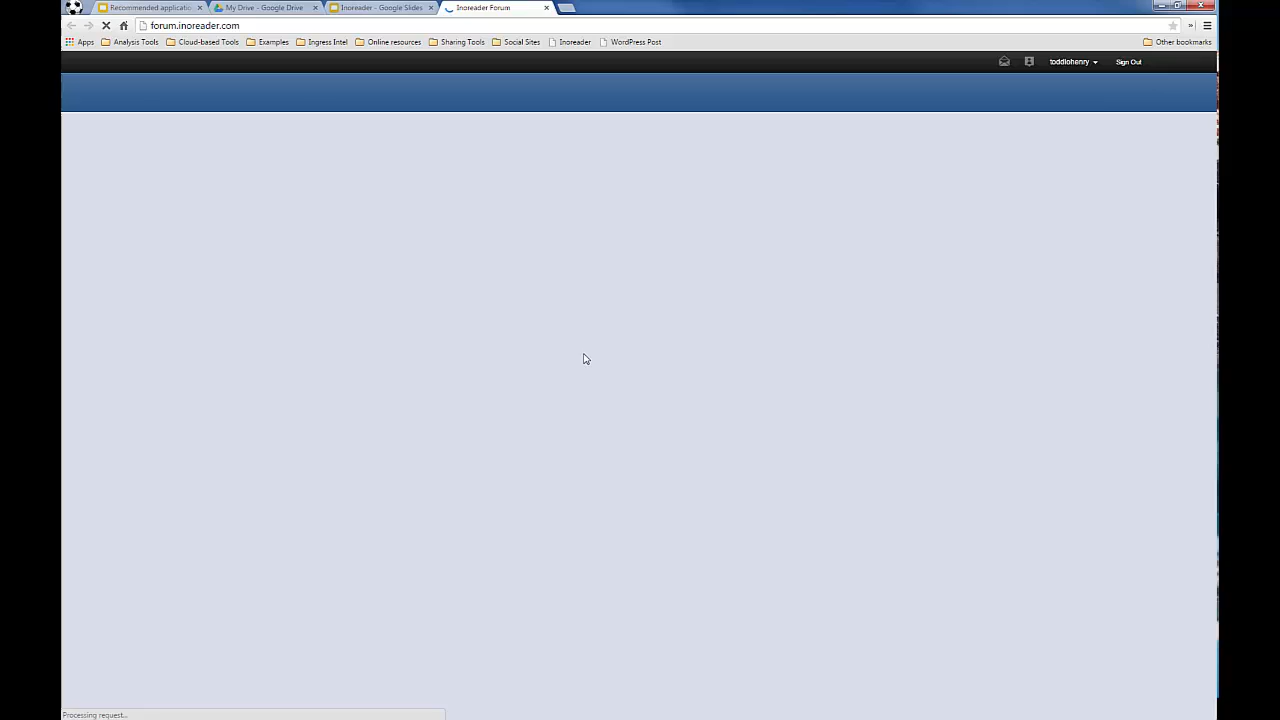 Recommended applicatio
My Drive - Google Drive
Inoreader - Google Slides
Inoreader Forum
forum.inoreader.com
Apps Analysis Tools Cloud-based Tools Examples Ingress Intel Online resources Sharing Tools Social Sites Inoreader WordPress Post » Other bookmarks
toddlohenry Sign Out
Processing request...